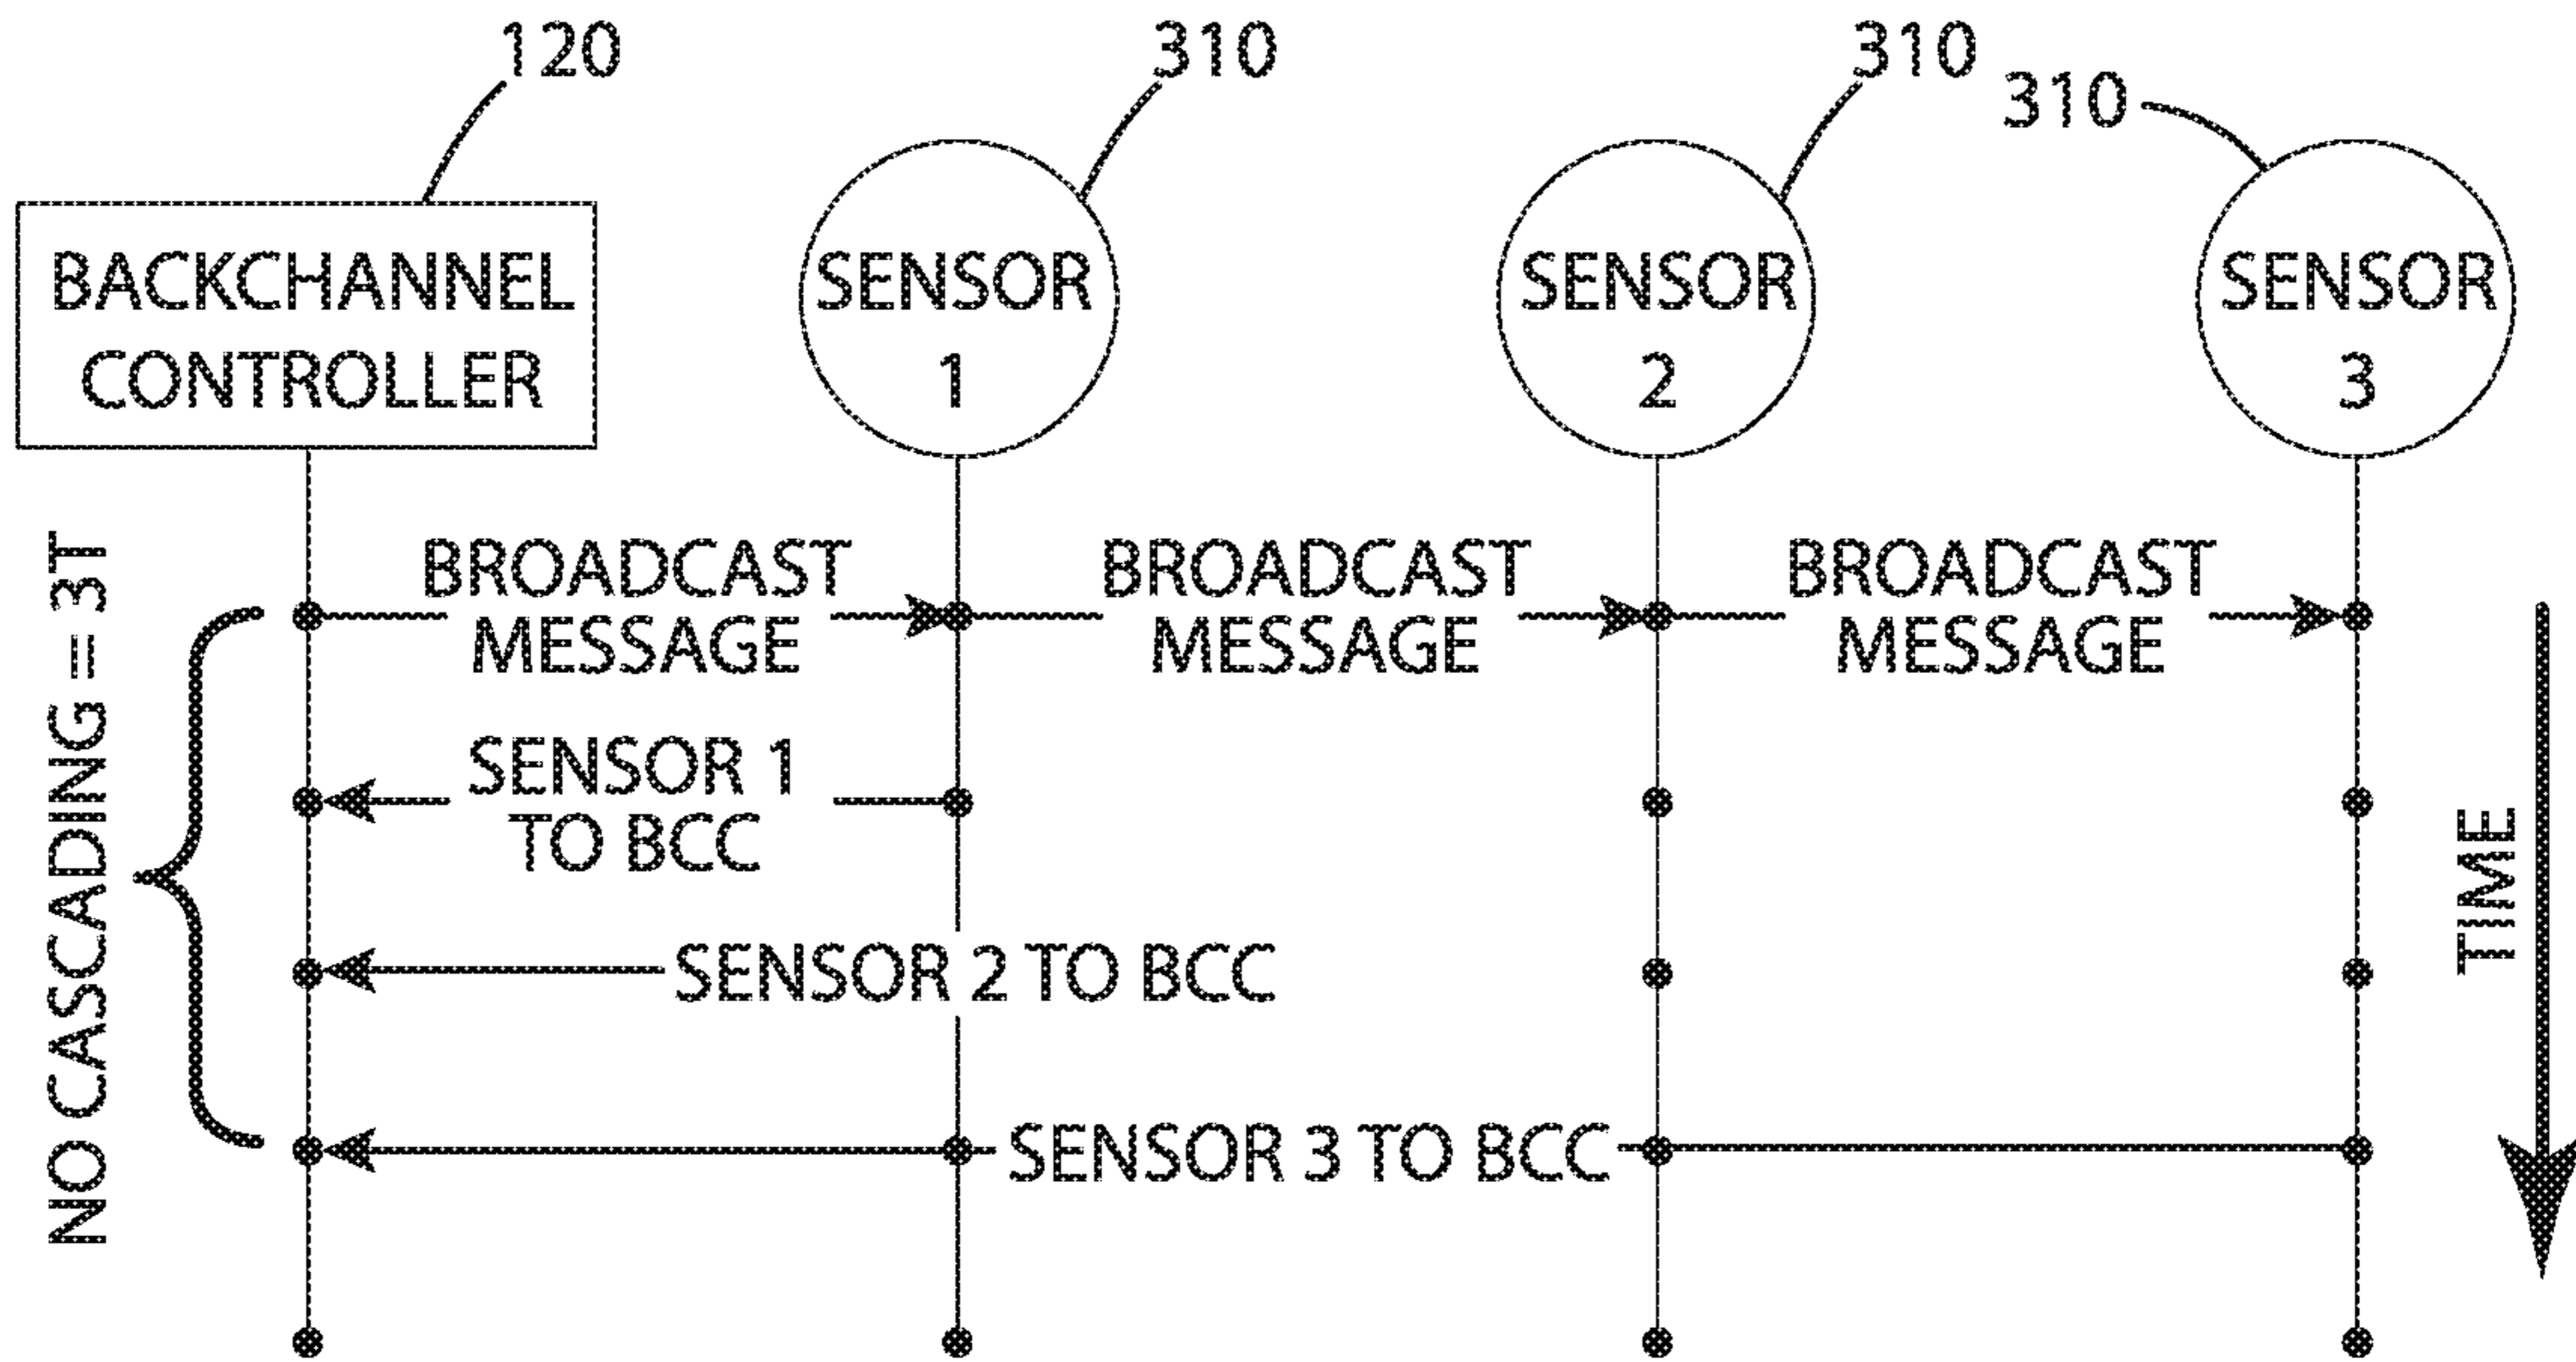 120
310
310
310
BACKCHANNEL
CONTROLLER
SENSOR
1
SENSOR
2
SENSOR
3
NO CASCADING = 3T
BROADCAST
MESSAGE
BROADCAST
MESSAGE
BROADCAST
MESSAGE
SENSOR 1
TO BCC
SENSOR 2 TO BCC
SENSOR 3 TO BCC
TIME